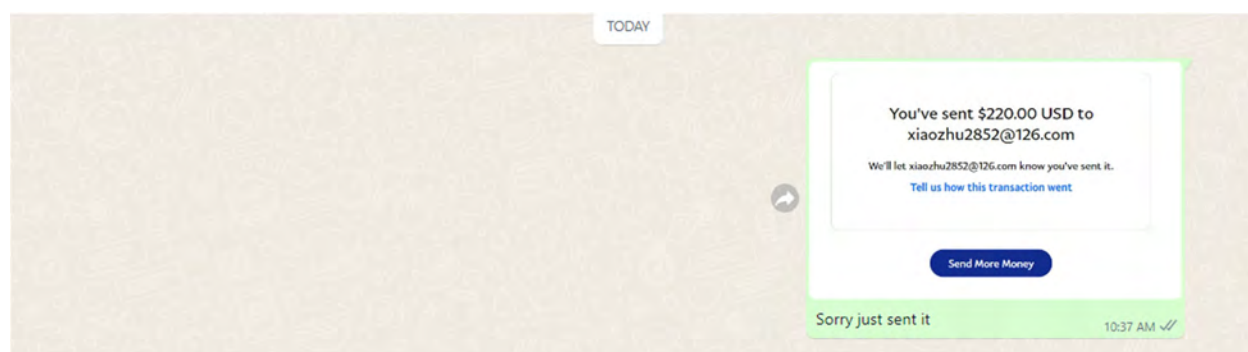 TODAY
You've sent $220.00 USD to
xiaozhu2852@126.com
We'll let xiaozhu2852@126.com know you've sent it.
Tell us how this transaction went
Send More Money
Sorry just sent it
10:37 AM